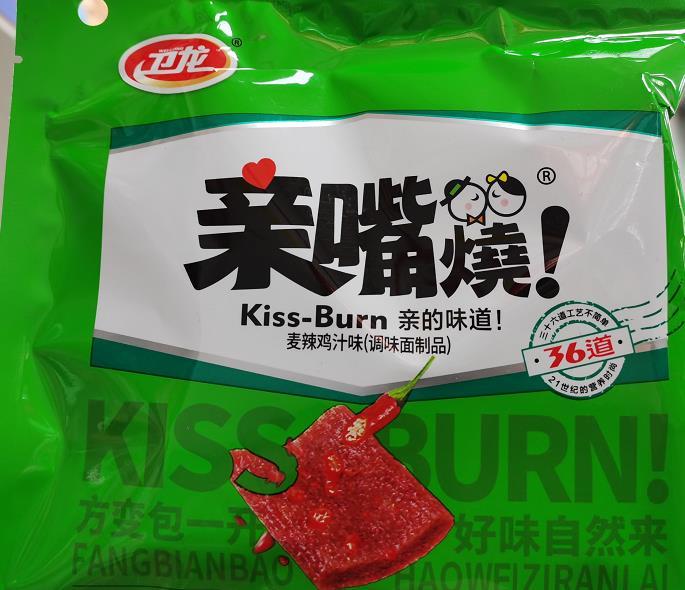 WEILONG
卫龙®
亲嘴燒!®
Kiss-Burn 亲的味道!
麦辣鸡汁味(调味面制品)
三十六道工艺不简单
·36道·
21世纪的营养时尚
KISS BURN!
方变包一开 好味自然来
FANGBIANBAO HAOWEIZIRANLAI